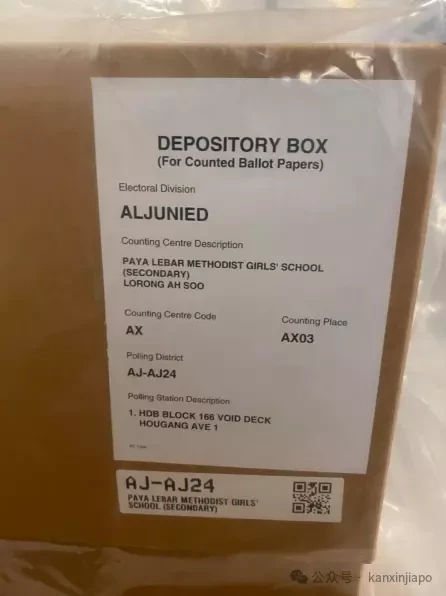 DEPOSITORY BOX
(For Counted Ballot Papers)
Electoral Division
ALJUNIED
Counting Centre Description
PAYA LEBAR METHODIST GIRLS' SCHOOL
(SECONDARY)
LORONG AH SOO
Counting Centre Code
Counting Place
AX
AX03
Polling District
AJ-AJ24
Polling Station Description
1. HDB BLOCK 166 VOID DECK
HOUGANG AVE 1
AJ-AJ24
PAYA LEBAR METHODIST GIRLS'
SCHOOL (SECONDARY)
公众号 · kanxinjiapo